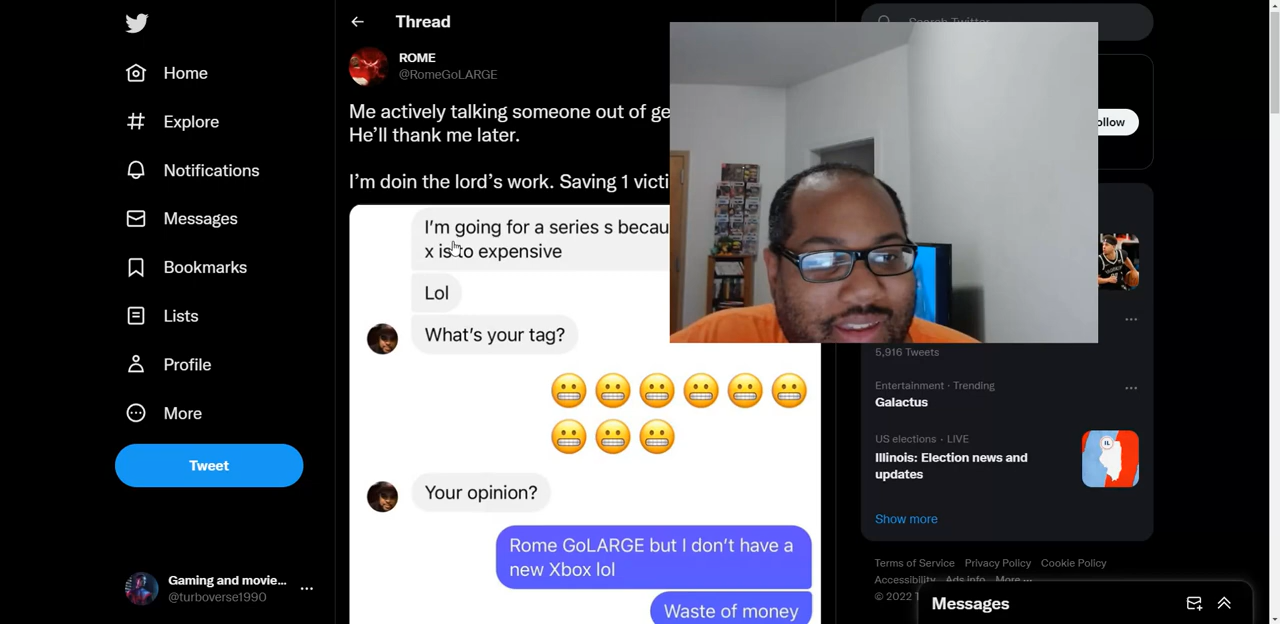 Thread
Search Twitter
ROME
@RomeGoLARGE
Me actively talking someone out of ge
He'll thank me later.
I'm doin the lord's work. Saving 1 victi
Home
Explore
Notifications
Messages
Bookmarks
Lists
Profile
More
Tweet
Gaming and movie...
@turboverse1990
I'm going for a series s becau
x is to expensive
Lol
What's your tag?
Your opinion?
Rome GoLARGE but I don't have a
new Xbox lol
Waste of money
ollow
5,916 Tweets
Entertainment · Trending
Galactus
US elections · LIVE
Illinois: Election news and
updates
IL
Show more
Terms of Service Privacy Policy Cookie Policy
Accessibility Ads info More ...
© 2022 T
Messages